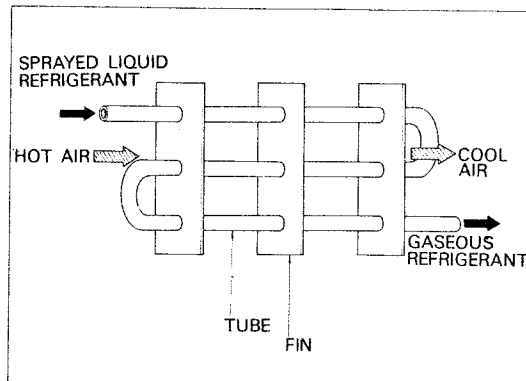 SPRAYED LIQUID
REFRIGERANT
HOT AIR
COOL
AIR
GASEOUS
REFRIGERANT
TUBE
FIN